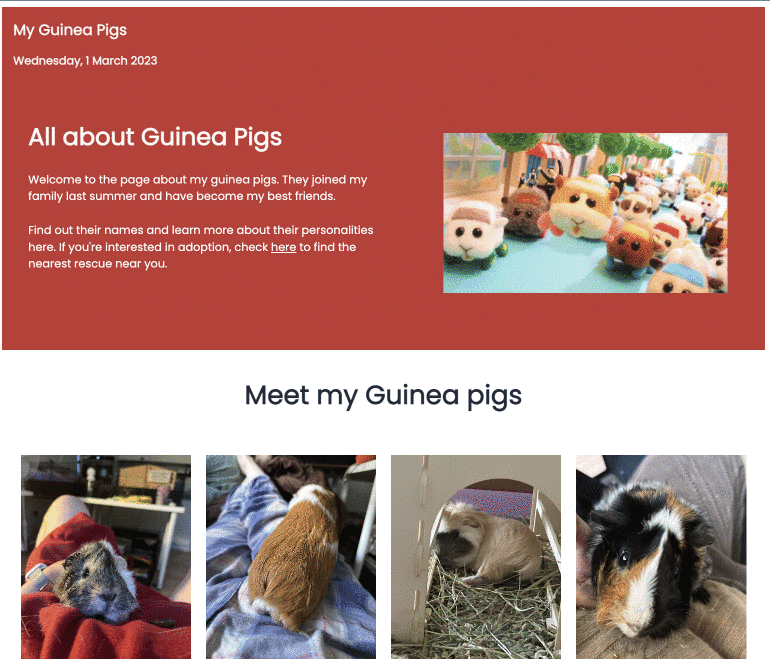 My Guinea Pigs
Wednesday, 1 March 2023
All about Guinea Pigs
Welcome to the page about my guinea pigs. They joined my
family last summer and have become my best friends.
Find out their names and learn more about their personalities
here. If you're interested in adoption, check here to find the
nearest rescue near you.
Meet my Guinea pigs